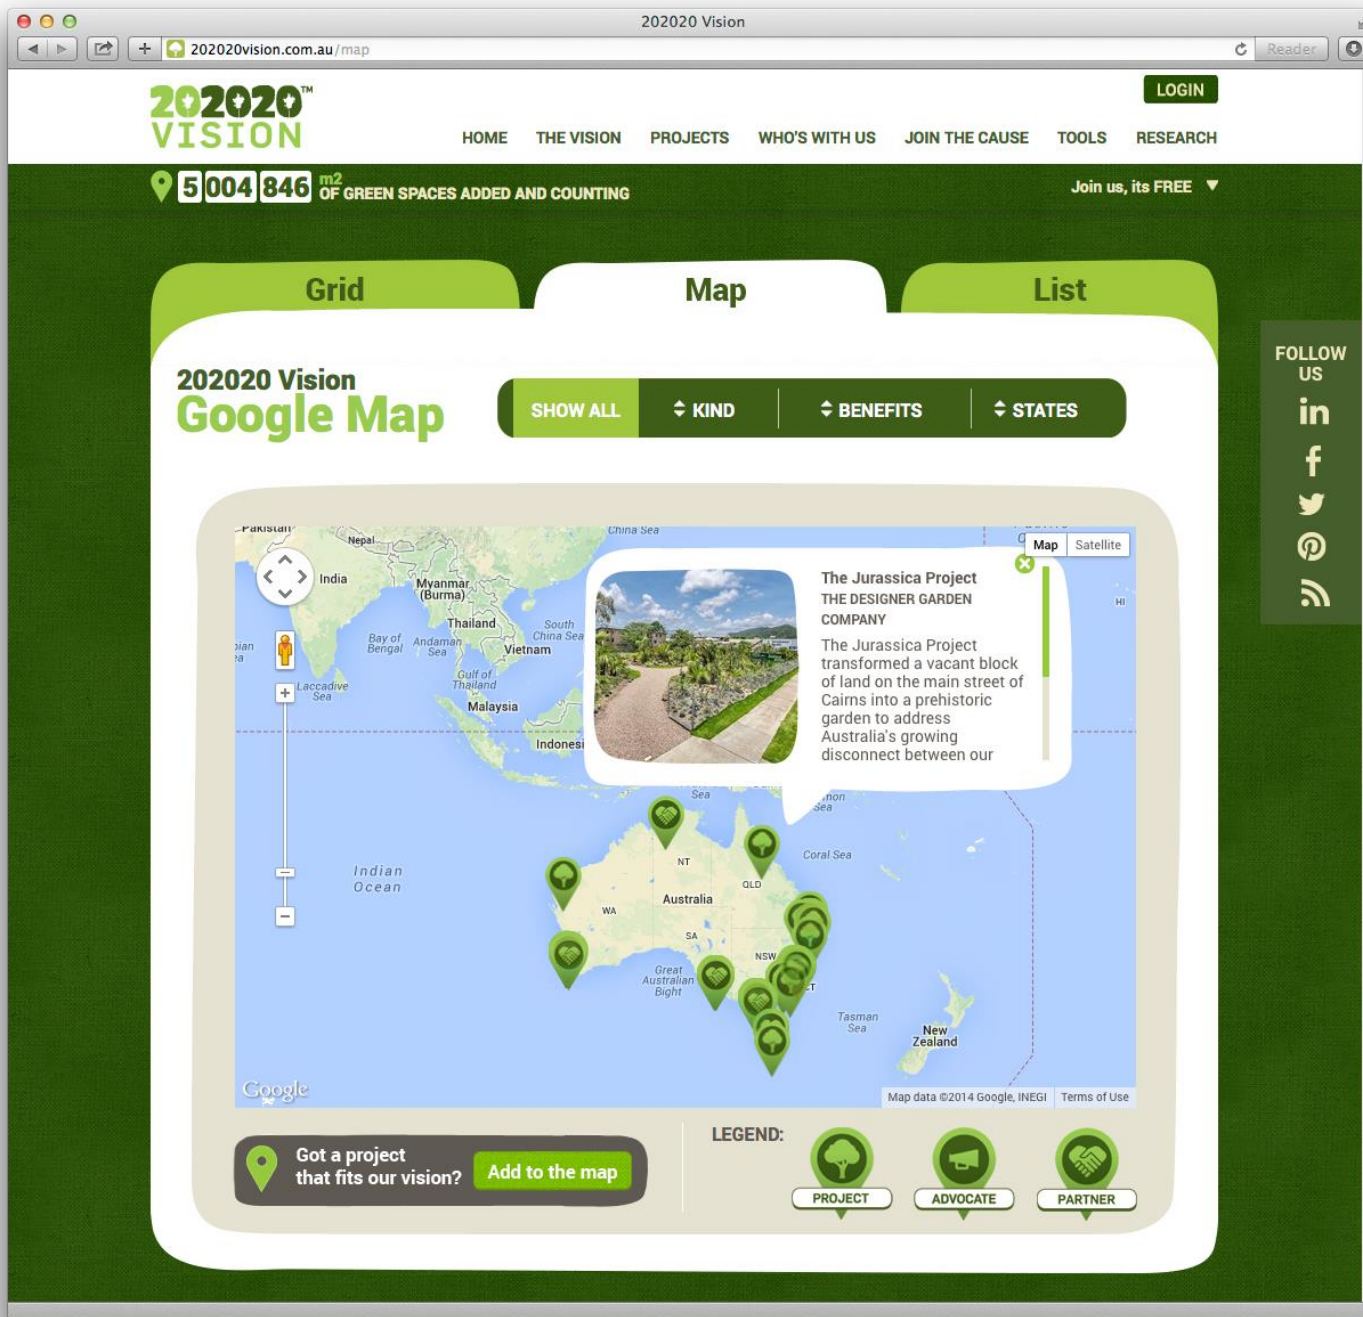 202020 Vision
202020vision.com.au/map
Reader
202020™
VISION
LOGIN
HOME THE VISION PROJECTS WHO'S WITH US JOIN THE CAUSE TOOLS RESEARCH
5 004 846 m2 OF GREEN SPACES ADDED AND COUNTING
Join us, its FREE
Grid Map List
FOLLOW
US
202020 Vision
Google Map
SHOW ALL KIND BENEFITS STATES
Pakistan
China Sea
Nepal
Map Satellite
India
Myanmar
(Burma)
HI
Thailand
South
China Sea
Bay of
Bengal
Andaman
Sea
Vietnam
Gulf of
Thailand
Laccadive
Sea
Malaysia
The Jurassica Project
THE DESIGNER GARDEN
COMPANY
The Jurassica Project
transformed a vacant block
of land on the main street of
Cairns into a prehistoric
garden to address
Australia's growing
disconnect between our
Sea
Sea
Coral Sea
NT
QLD
Indian
Ocean
Australia
WA
SA
NSW
Great
Australian
Bight
Tasman
Sea
New
Zealand
Google
Map data ©2014 Google, INEGI Terms of Use
Got a project
that fits our vision?
Add to the map
LEGEND:
PROJECT ADVOCATE PARTNER